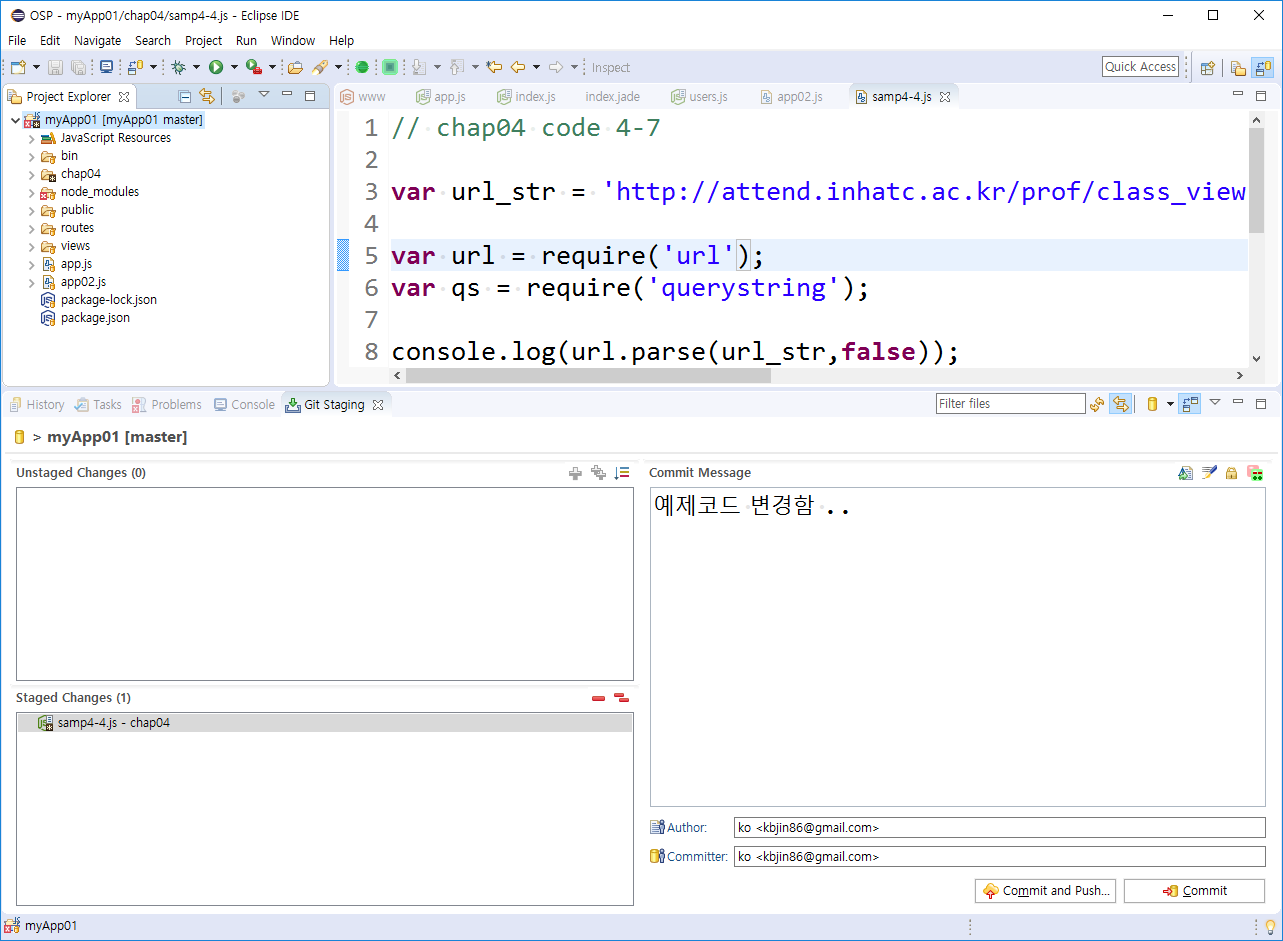 OSP - myApp01/chap04/samp4-4.js - Eclipse IDE
File Edit Navigate Search Project Run Window Help
Inspect
Quick Access
Project Explorer
myApp01 [myApp01 master]
JavaScript Resources
bin
chap04
node_modules
public
routes
views
app.js
app02.js
package-lock.json
package.json
www app.js index.js index.jade users.js app02.js samp4-4.js
1 // chap04 code 4-7
2
3 var url_str = 'http://attend.inhatc.ac.kr/prof/class_view
4
5 var url = require('url');
6 var qs = require('querystring');
7
8 console.log(url.parse(url_str,false));
History Tasks Problems Console Git Staging
Filter files
> myApp01 [master]
Unstaged Changes (0)
Staged Changes (1)
samp4-4.js - chap04
Commit Message
예제코드 변경함 ..
Author: ko <kbjin86@gmail.com>
Committer: ko <kbjin86@gmail.com>
Commit and Push... Commit
myApp01